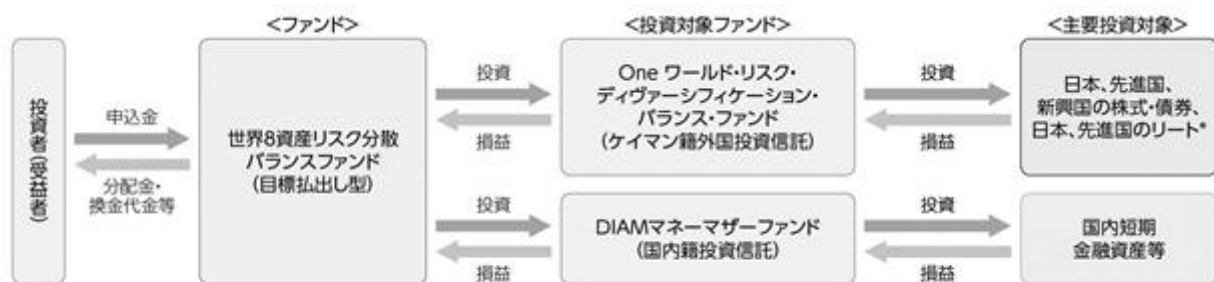 <ファンド>
<投資対象ファンド>
<主要投資対象>
投資者(受益者)
申込金
分配金・
換金代金等
世界8資産リスク分散
バランスファンド
(目標払出し型)
投資
損益
One ワールド・リスク・
ディヴァーシフィケーション・
バランス・ファンド
(ケイマン籍外国投資信託)
投資
損益
日本、先進国、
新興国の株式・債券、
日本、先進国のリート*
投資
損益
DIAMマネーマザーファンド
(国内籍投資信託)
投資
損益
国内短期
金融資産等